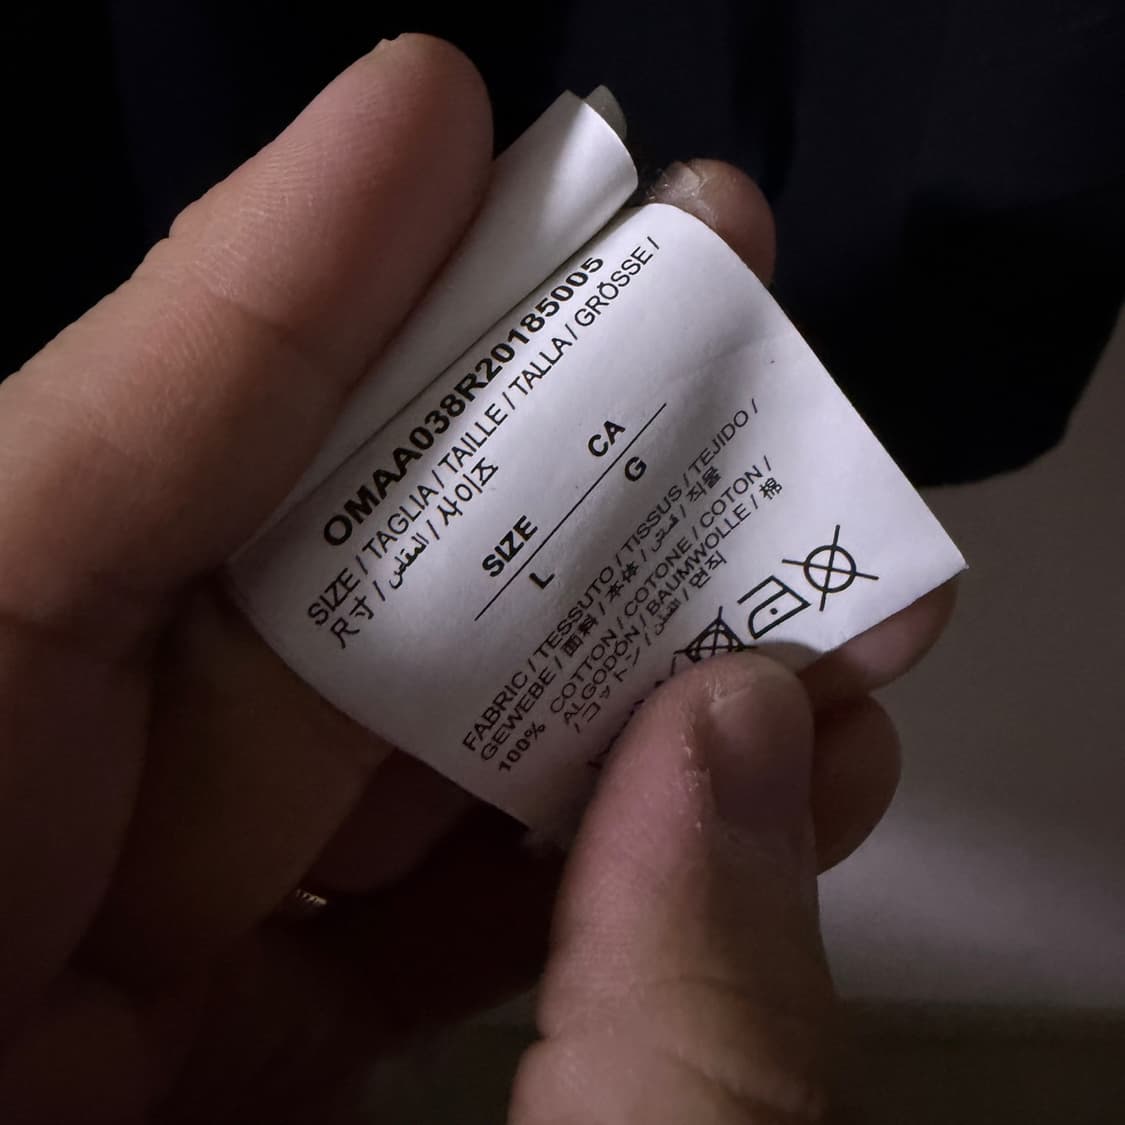 OMAA038R20185005
SIZE / TAGLIA / TAILLE / TALLA / GRÖSSE /
尺寸 / المقاس / 사이즈
SIZE CA
L G
FABRIC / TESSUTO / TISSUS / TEJIDO /
GEWEBE / 面料 / 本体 / قماش / 직물
100% COTTON / COTONE / COTON /
ALGODÓN / BAUMWOLLE / 棉
/ コットン / القطن / 면직